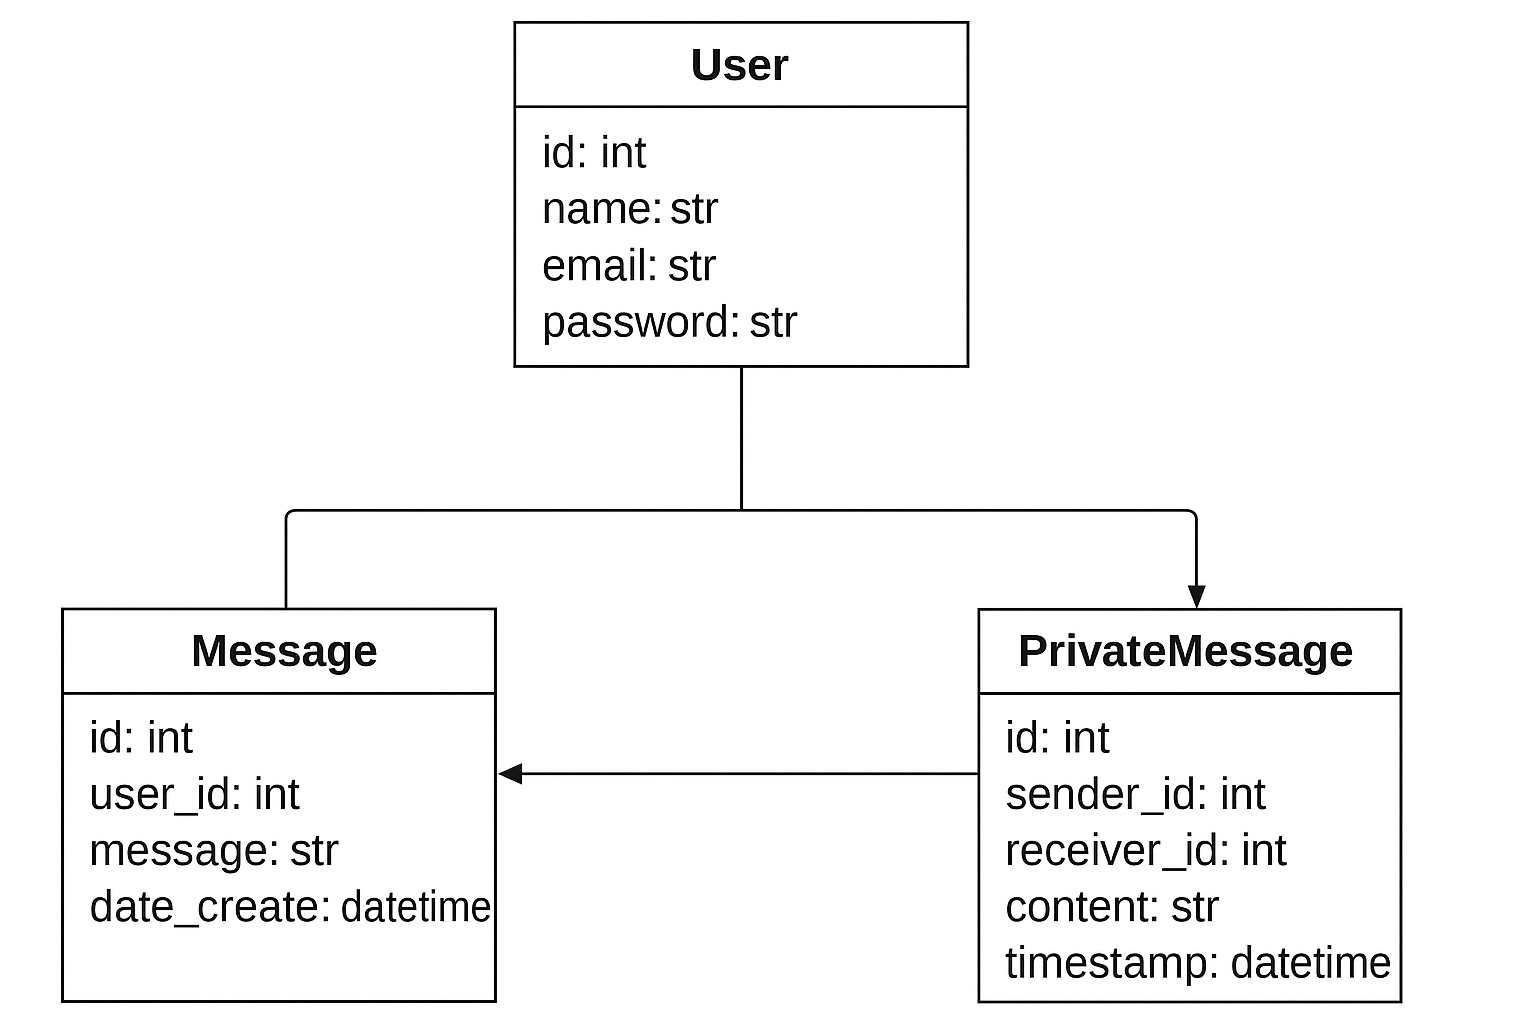 User
id: int
name: str
email: str
password: str
Message
id: int
user_id: int
message: str
date_create: datetime
PrivateMessage
id: int
sender_id: int
receiver_id: int
content: str
timestamp: datetime